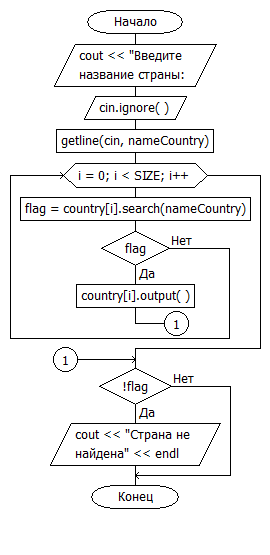 Начало
cout << "Введите
название страны:
cin.ignore( )
getline(cin, nameCountry)
i = 0; i < SIZE; i++
flag = country[i].search(nameCountry)
flag
Нет
Да
country[i].output( )
1
1
!flag
Нет
Да
cout << "Страна не
найдена" << endl
Конец